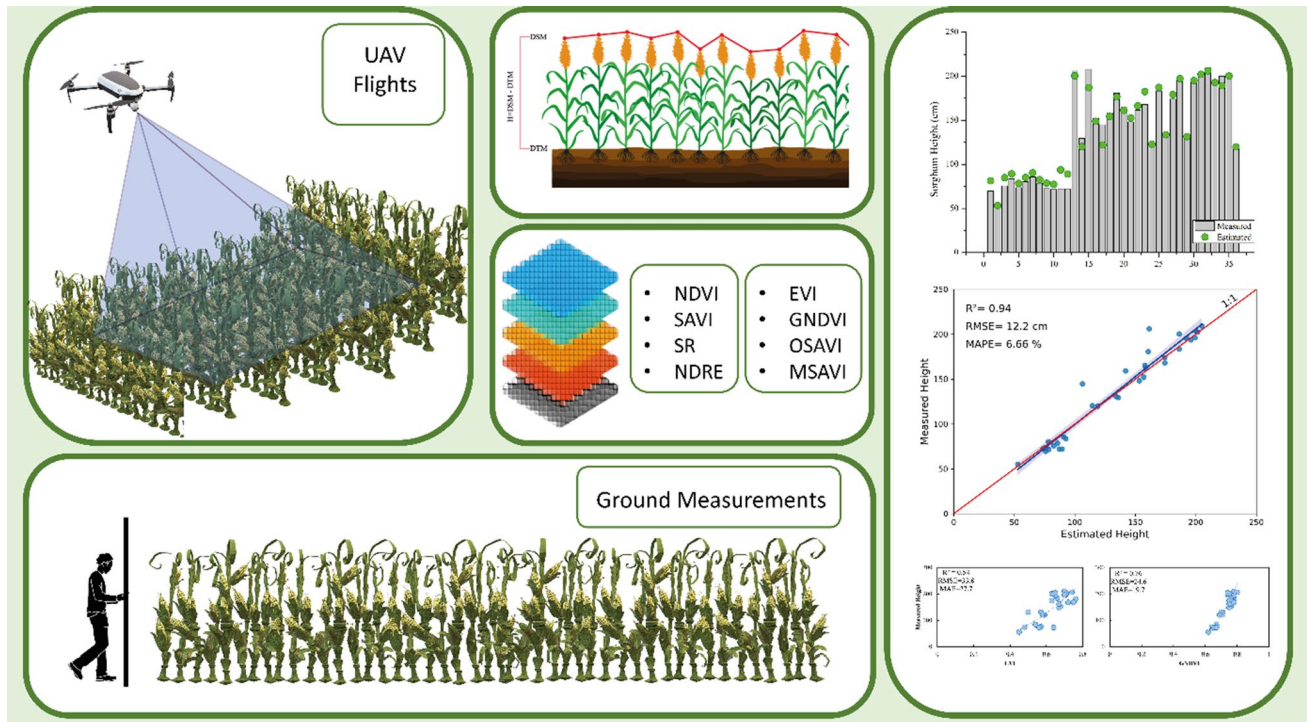 UAV
Flights
DSM
H=DSM - DTM
DTM
• NDVI
• SAVI
• SR
• NDRE
• EVI
• GNDVI
• OSAVI
• MSAVI
Ground Measurements
250
200
150
100
50
0
Sorghum Height (cm)
Measured
Estimated
0 5 10 15 20 25 30 35
250
200
150
100
50
0
Measured Height
R²= 0.94
RMSE= 12.2 cm
MAPE= 6.66 %
1:1
0 50 100 150 200 250
Estimated Height
Measured Height
GNDVI